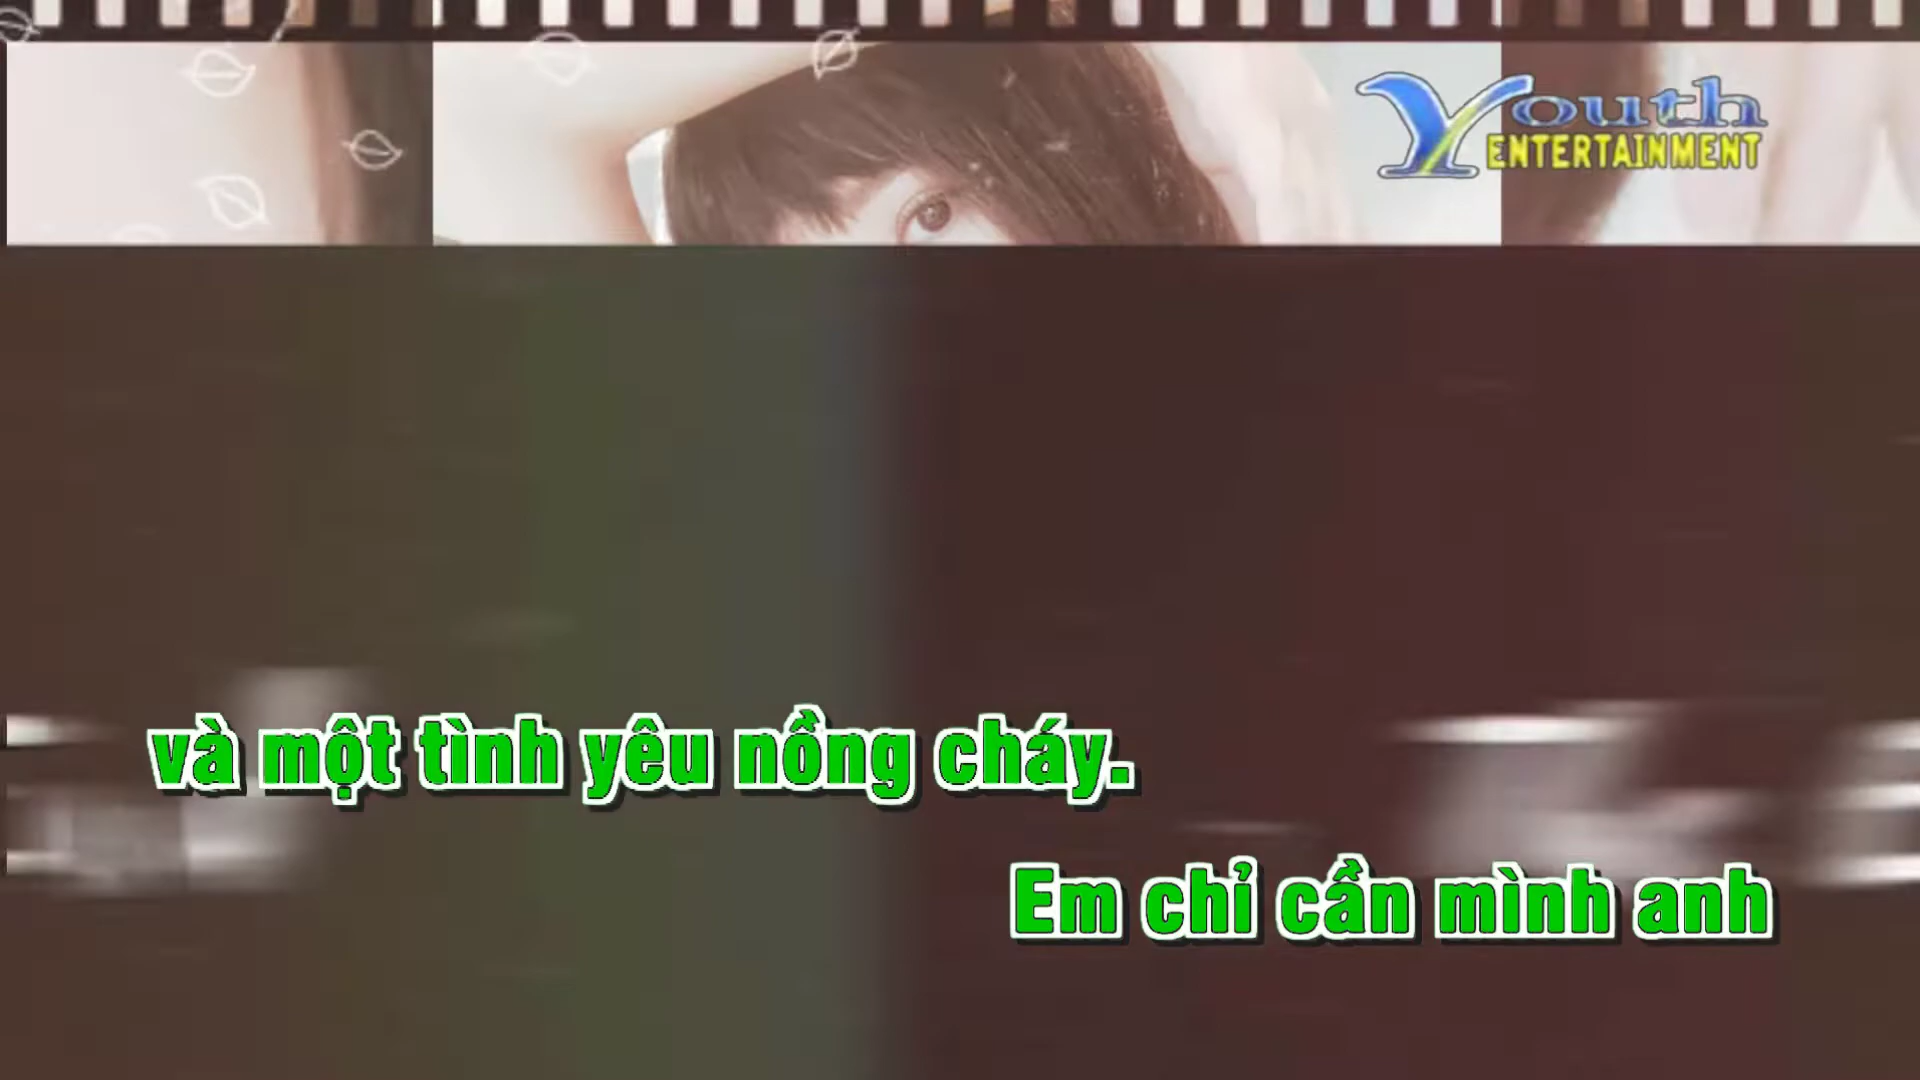 Youth
ENTERTAINMENT
và một tình yêu nồng cháy.
Em chỉ cần mình anh